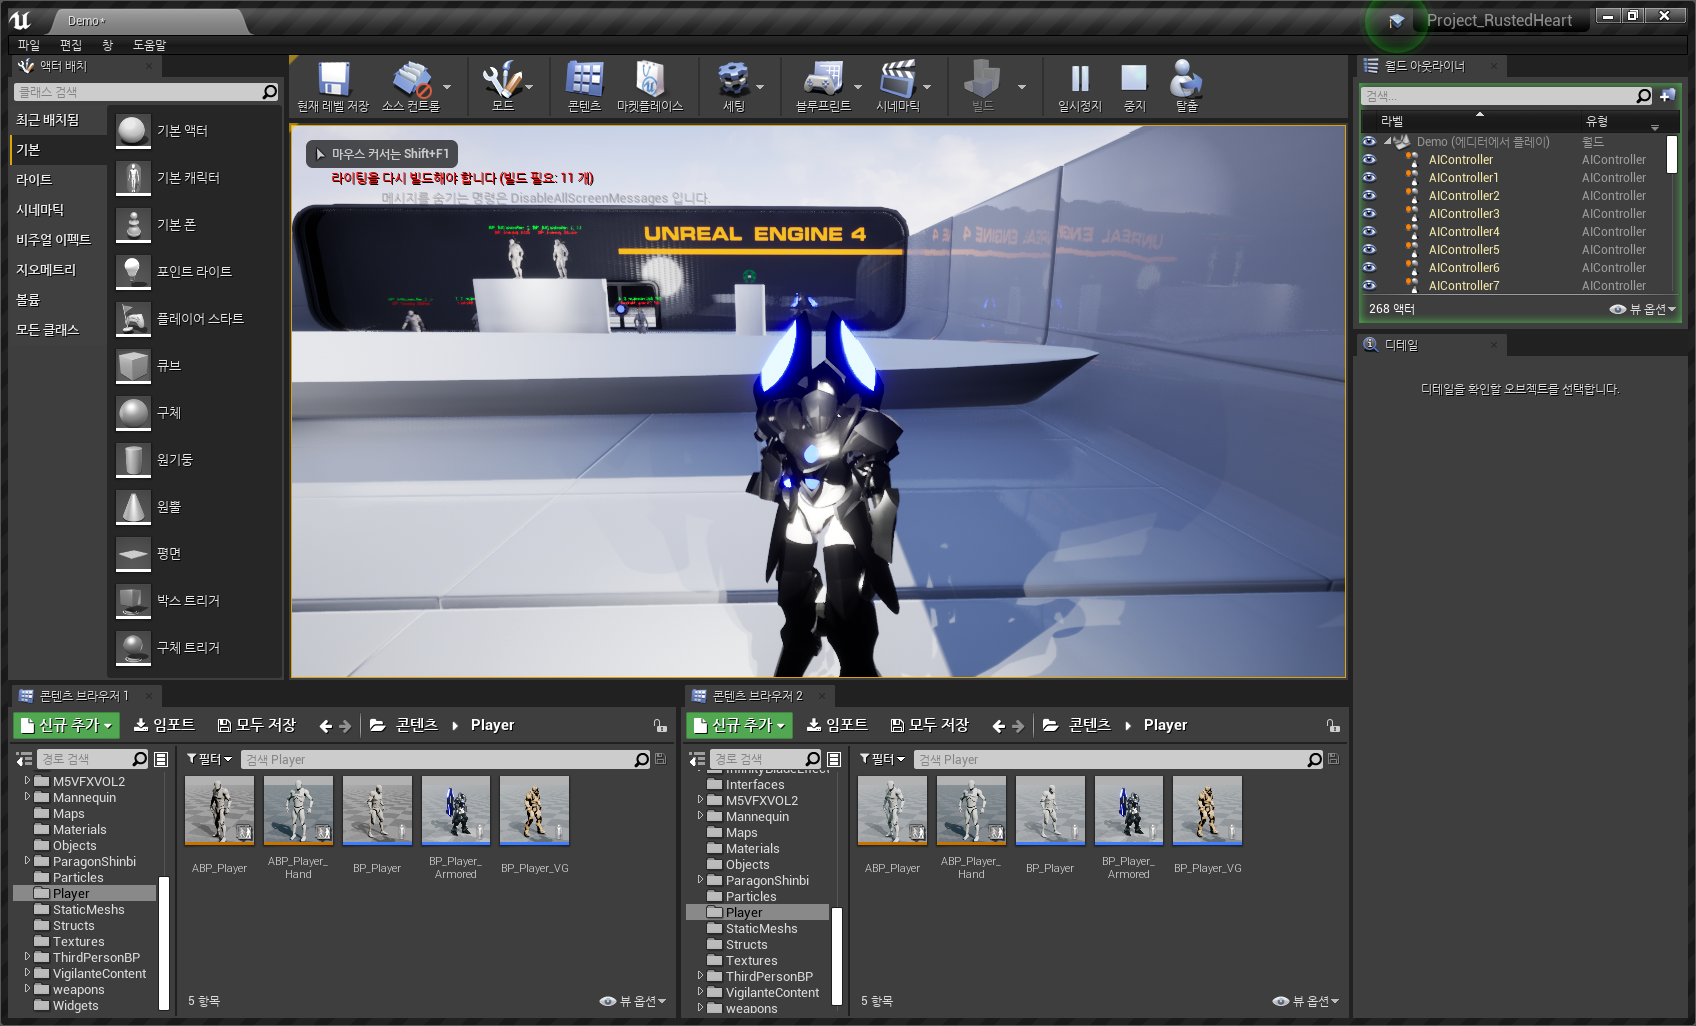 Demo*
Project_RustedHeart
파일 편집 창 도움말
액터 배치
클래스 검색
최근 배치됨
기본
라이트
시네마틱
비주얼 이펙트
지오메트리
볼륨
모든 클래스
기본 액터
기본 캐릭터
기본 폰
포인트 라이트
플레이어 스타트
큐브
구체
원기둥
원뿔
평면
박스 트리거
구체 트리거
현재 레벨 저장 소스 컨트롤 모드 콘텐츠 마켓플레이스 세팅 블루프린트 시네마틱 빌드 일시정지 중지 탈출
마우스 커서는 Shift+F1
라이팅을 다시 빌드해야 합니다 (빌드 필요: 11 개)
메시지를 숨기는 명령은 DisableAllScreenMessages 입니다.
UNREAL ENGINE 4
월드 아웃라이너
검색...
라벨 유형
Demo (에디터에서 플레이) 월드
AIController AIController
AIController1 AIController
AIController2 AIController
AIController3 AIController
AIController4 AIController
AIController5 AIController
AIController6 AIController
AIController7 AIController
268 액터 뷰 옵션
디테일
디테일을 확인할 오브젝트를 선택합니다.
콘텐츠 브라우저 1
신규 추가 임포트 모두 저장 콘텐츠 Player
경로 검색 필터 검색 Player
M5VFXVOL2
Mannequin
Maps
Materials
Objects
ParagonShinbi
Particles
Player
StaticMeshs
Structs
Textures
ThirdPersonBP
VigilanteContent
weapons
Widgets
ABP_Player
ABP_Player_
Hand
BP_Player
BP_Player_
Armored
BP_Player_VG
5 항목 뷰 옵션
콘텐츠 브라우저 2
신규 추가 임포트 모두 저장 콘텐츠 Player
경로 검색 필터 검색 Player
InfinityBladeEffect
Interfaces
M5VFXVOL2
Mannequin
Maps
Materials
Objects
ParagonShinbi
Particles
Player
StaticMeshs
Structs
Textures
ThirdPersonBP
VigilanteContent
weapons
ABP_Player
ABP_Player_
Hand
BP_Player
BP_Player_
Armored
BP_Player_VG
5 항목 뷰 옵션